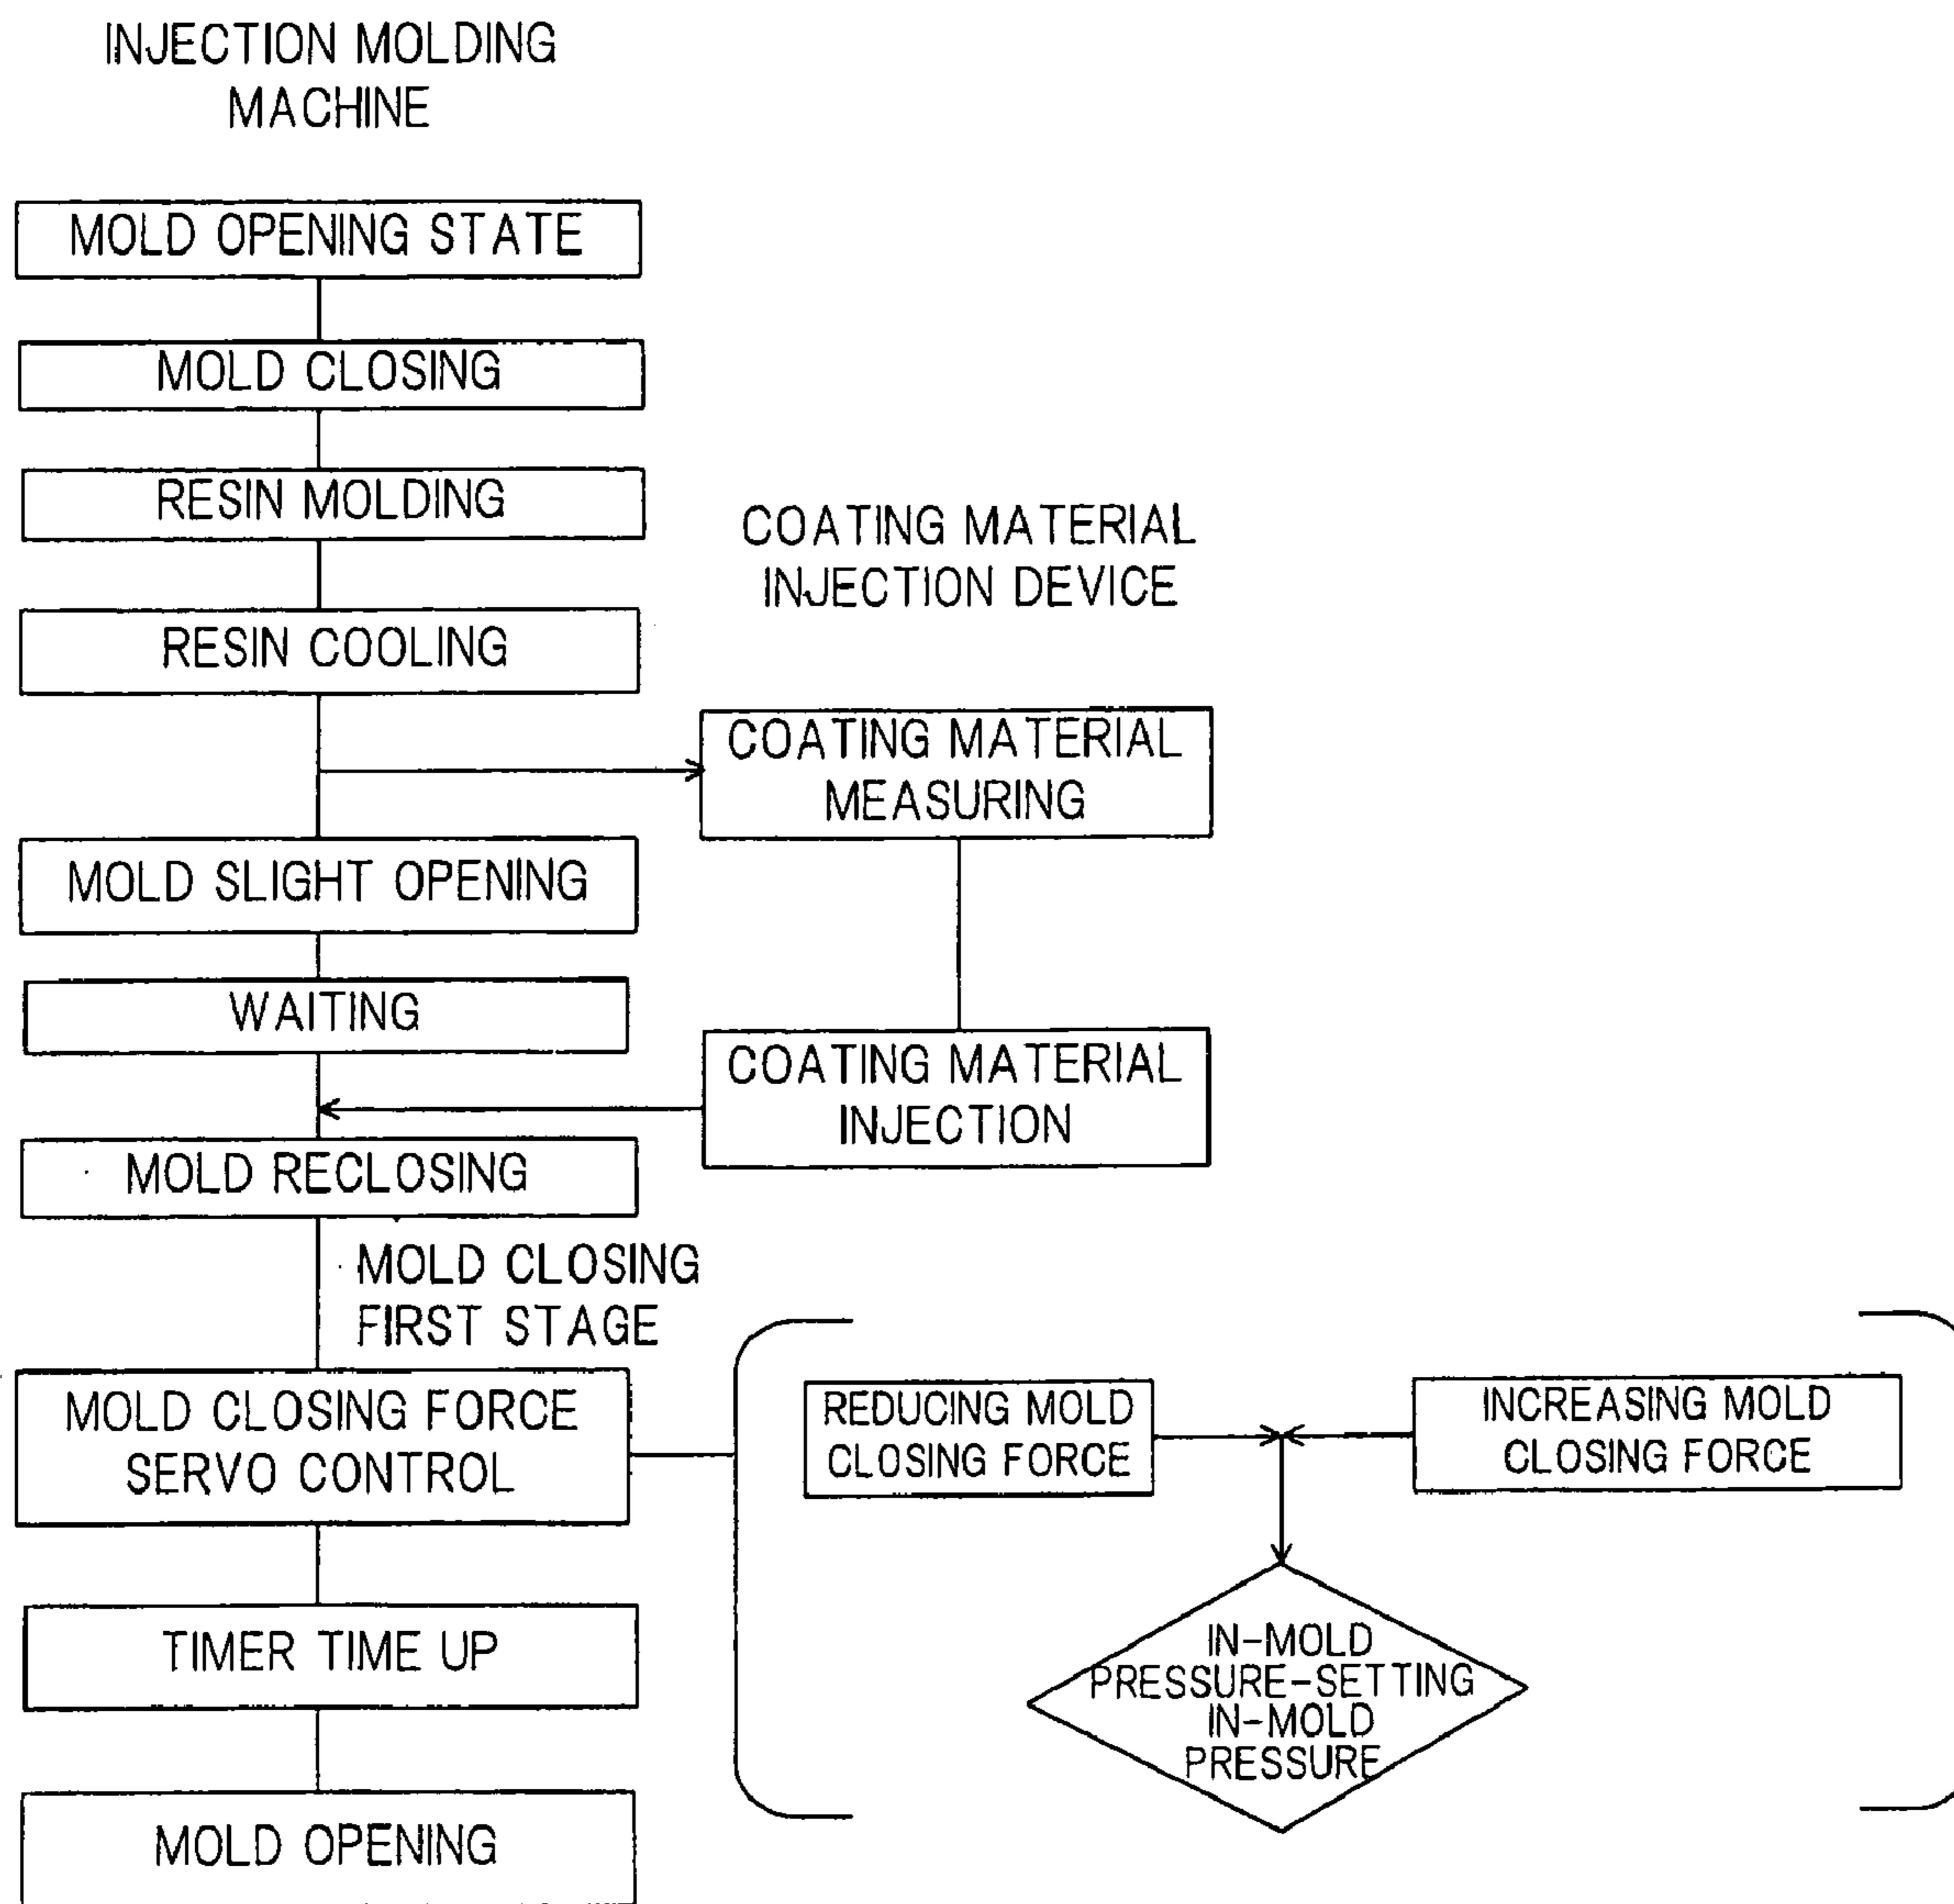 INJECTION MOLDING
MACHINE
MOLD OPENING STATE
MOLD CLOSING
RESIN MOLDING
RESIN COOLING
COATING MATERIAL
INJECTION DEVICE
COATING MATERIAL
MEASURING
MOLD SLIGHT OPENING
WAITING
COATING MATERIAL
INJECTION
MOLD RECLOSING
MOLD CLOSING
FIRST STAGE
MOLD CLOSING FORCE
SERVO CONTROL
REDUCING MOLD
CLOSING FORCE
INCREASING MOLD
CLOSING FORCE
IN-MOLD
PRESSURE-SETTING
IN-MOLD
PRESSURE
TIMER TIME UP
MOLD OPENING